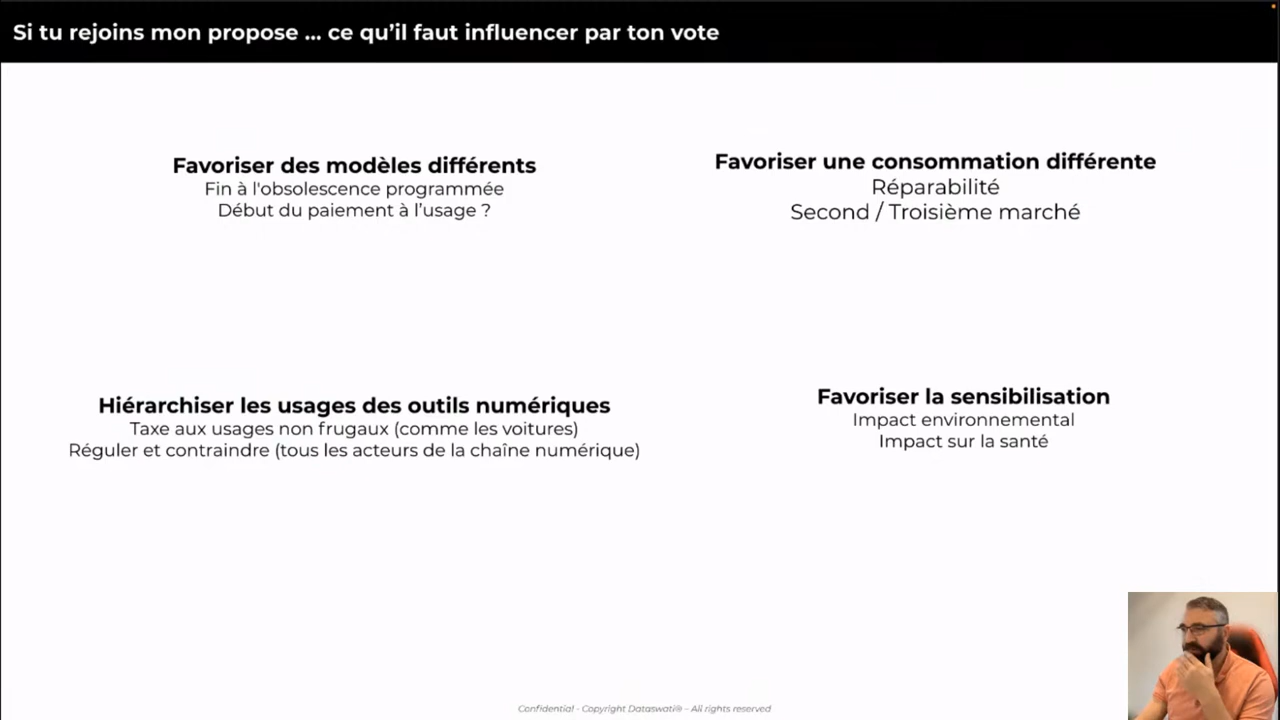 Si tu rejoins mon propose ... ce qu’il faut influencer par ton vote
Favoriser des modèles différents
Fin à l'obsolescence programmée
Début du paiement à l’usage ?
Favoriser une consommation différente
Réparabilité
Second / Troisième marché
Hiérarchiser les usages des outils numériques
Taxe aux usages non frugaux (comme les voitures)
Réguler et contraindre (tous les acteurs de la chaîne numérique)
Favoriser la sensibilisation
Impact environnemental
Impact sur la santé
Confidential - Copyright Dataswati® - All rights reserved